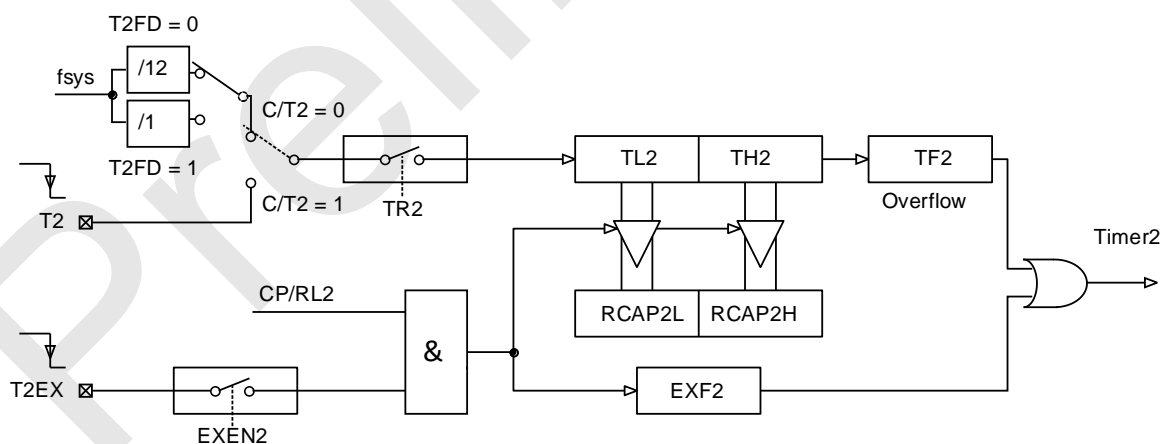 T2FD = 0
/12
fsys
/1
T2FD = 1
C/T2 = 0
C/T2 = 1
T2
TR2
TL2
TH2
TF2
Overflow
Timer2
CP/RL2
RCAP2L
RCAP2H
&
T2EX
EXEN2
EXF2